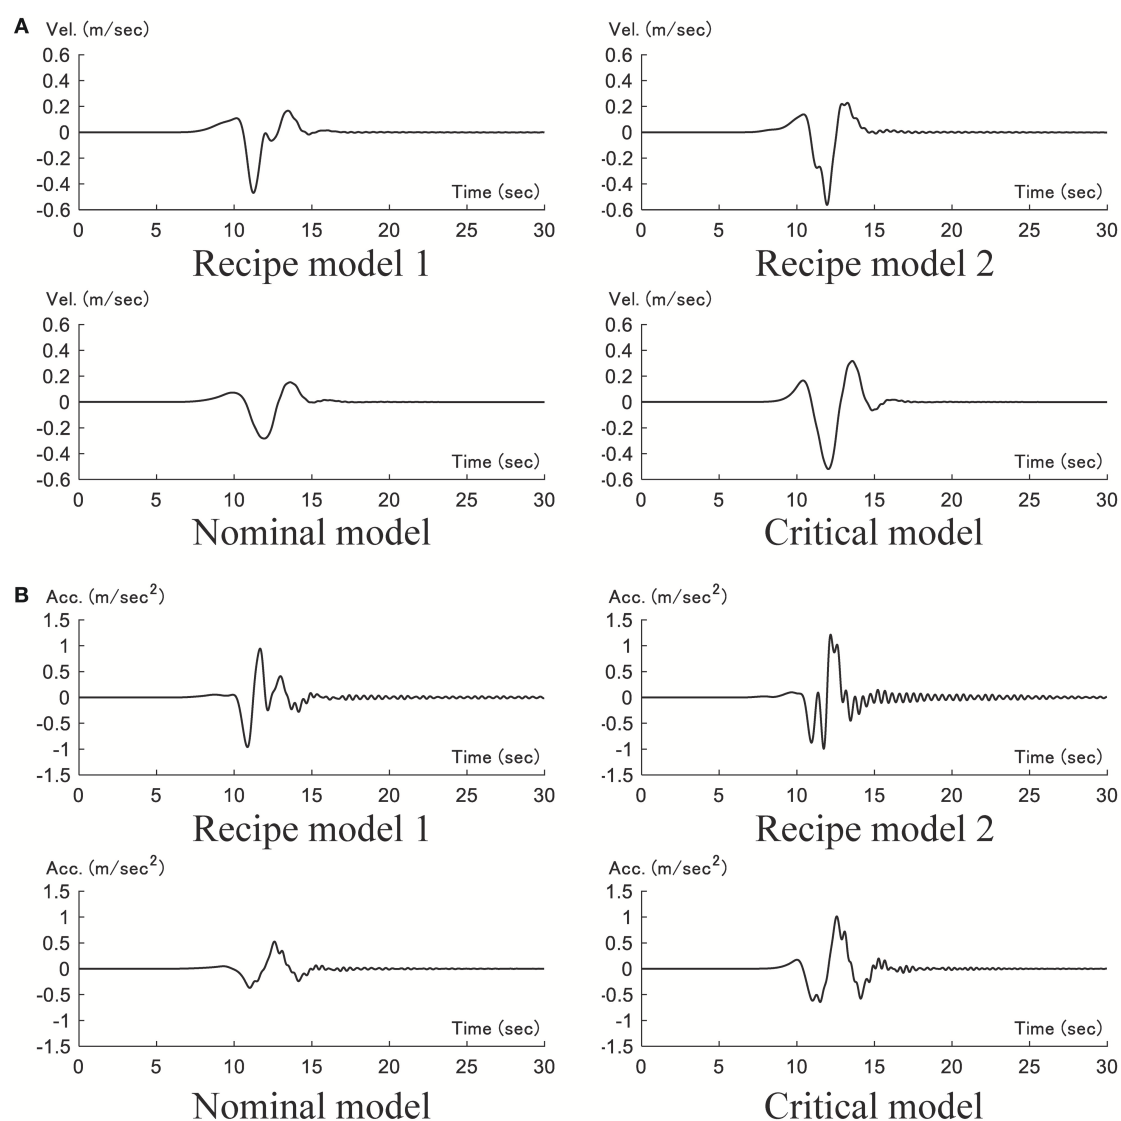 A
Vel. (m/sec)
0.6
0.4
0.2
0
-0.2
-0.4
-0.6
Time (sec)
0 5 10 15 20 25 30
Recipe model 1
Vel. (m/sec)
0.6
0.4
0.2
0
-0.2
-0.4
-0.6
Time (sec)
0 5 10 15 20 25 30
Recipe model 2
Vel. (m/sec)
0.6
0.4
0.2
0
-0.2
-0.4
-0.6
Time (sec)
0 5 10 15 20 25 30
Nominal model
Vel. (m/sec)
0.6
0.4
0.2
0
-0.2
-0.4
-0.6
Time (sec)
0 5 10 15 20 25 30
Critical model
B
Acc. (m/sec²)
1.5
1
0.5
0
-0.5
-1
-1.5
Time (sec)
0 5 10 15 20 25 30
Recipe model 1
Acc. (m/sec²)
1.5
1
0.5
0
-0.5
-1
-1.5
Time (sec)
0 5 10 15 20 25 30
Recipe model 2
Acc. (m/sec²)
1.5
1
0.5
0
-0.5
-1
-1.5
Time (sec)
0 5 10 15 20 25 30
Nominal model
Acc. (m/sec²)
1.5
1
0.5
0
-0.5
-1
-1.5
Time (sec)
0 5 10 15 20 25 30
Critical model